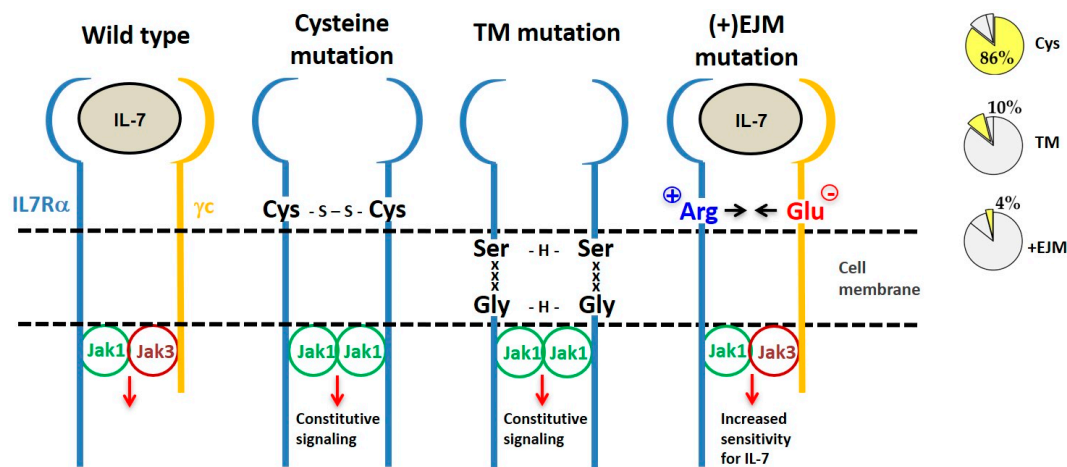 Wild type
Cysteine
mutation
TM mutation
(+)EJM
mutation
IL-7
IL-7
IL7Rα
γc
Cys - S – S - Cys
+
Arg
Glu
-
Ser - H - Ser
x
x
x
x
x
x
Gly - H - Gly
Cell
membrane
Jak1
Jak3
Jak1
Jak1
Jak1
Jak1
Jak1
Jak3
Constitutive
signaling
Constitutive
signaling
Increased
sensitivity
for IL-7
86%
Cys
10%
TM
4%
+EJM